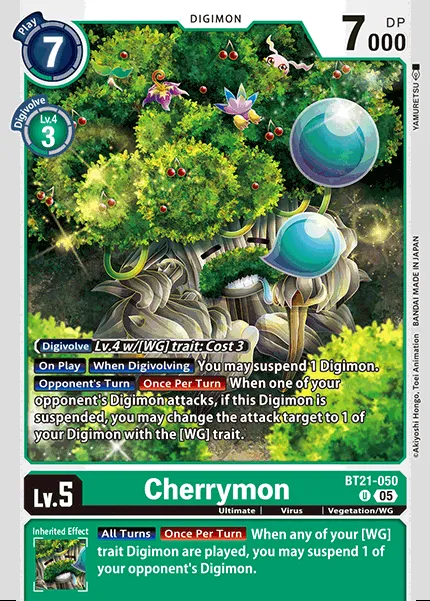 DIGIMON
Play
7
7000
DP
Digivolve
Lv.4
3
YAMURETSU
©Akiyoshi Hongo, Toei Animation BANDAI MADE IN JAPAN
Digivolve Lv.4 w/[WG] trait: Cost 3
On Play When Digivolving You may suspend 1 Digimon.
Opponent's Turn Once Per Turn When one of your
opponent's Digimon attacks, if this Digimon is
suspended, you may change the attack target to 1 of
your Digimon with the [WG] trait.
BT21-050
Lv.5
Cherrymon
U 05
Ultimate | Virus | Vegetation/WG
Inherited Effect
All Turns Once Per Turn When any of your [WG]
trait Digimon are played, you may suspend 1 of
your opponent's Digimon.